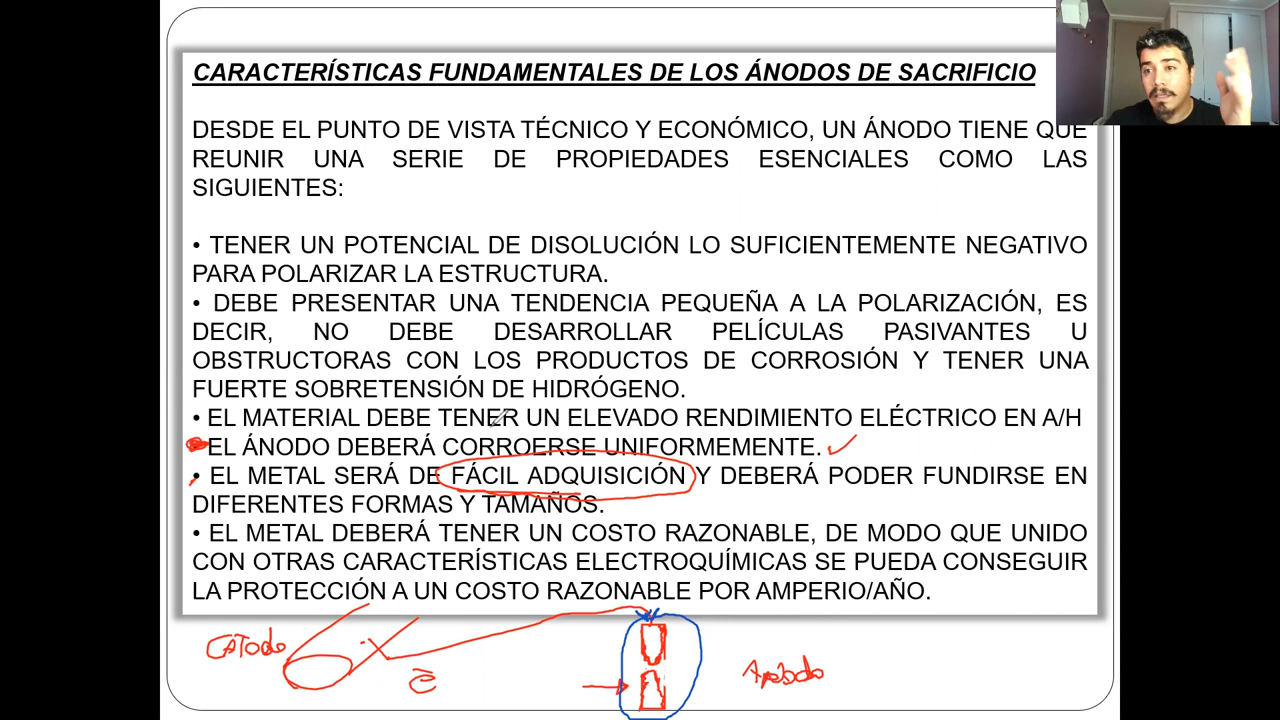 CARACTERÍSTICAS FUNDAMENTALES DE LOS ÁNODOS DE SACRIFICIO
DESDE EL PUNTO DE VISTA TÉCNICO Y ECONÓMICO, UN ÁNODO TIENE QUE
REUNIR UNA SERIE DE PROPIEDADES ESENCIALES COMO LAS
SIGUIENTES:
• TENER UN POTENCIAL DE DISOLUCIÓN LO SUFICIENTEMENTE NEGATIVO
PARA POLARIZAR LA ESTRUCTURA.
• DEBE PRESENTAR UNA TENDENCIA PEQUEÑA A LA POLARIZACIÓN, ES
DECIR, NO DEBE DESARROLLAR PELÍCULAS PASIVANTES U
OBSTRUCTORAS CON LOS PRODUCTOS DE CORROSIÓN Y TENER UNA
FUERTE SOBRETENSIÓN DE HIDRÓGENO.
• EL MATERIAL DEBE TENER UN ELEVADO RENDIMIENTO ELÉCTRICO EN A/H
EL ÁNODO DEBERÁ CORROERSE UNIFORMEMENTE.
• EL METAL SERÁ DE FÁCIL ADQUISICIÓN Y DEBERÁ PODER FUNDIRSE EN
DIFERENTES FORMAS Y TAMAÑOS.
• EL METAL DEBERÁ TENER UN COSTO RAZONABLE, DE MODO QUE UNIDO
CON OTRAS CARACTERÍSTICAS ELECTROQUÍMICAS SE PUEDA CONSEGUIR
LA PROTECCIÓN A UN COSTO RAZONABLE POR AMPERIO/AÑO.
CATODO